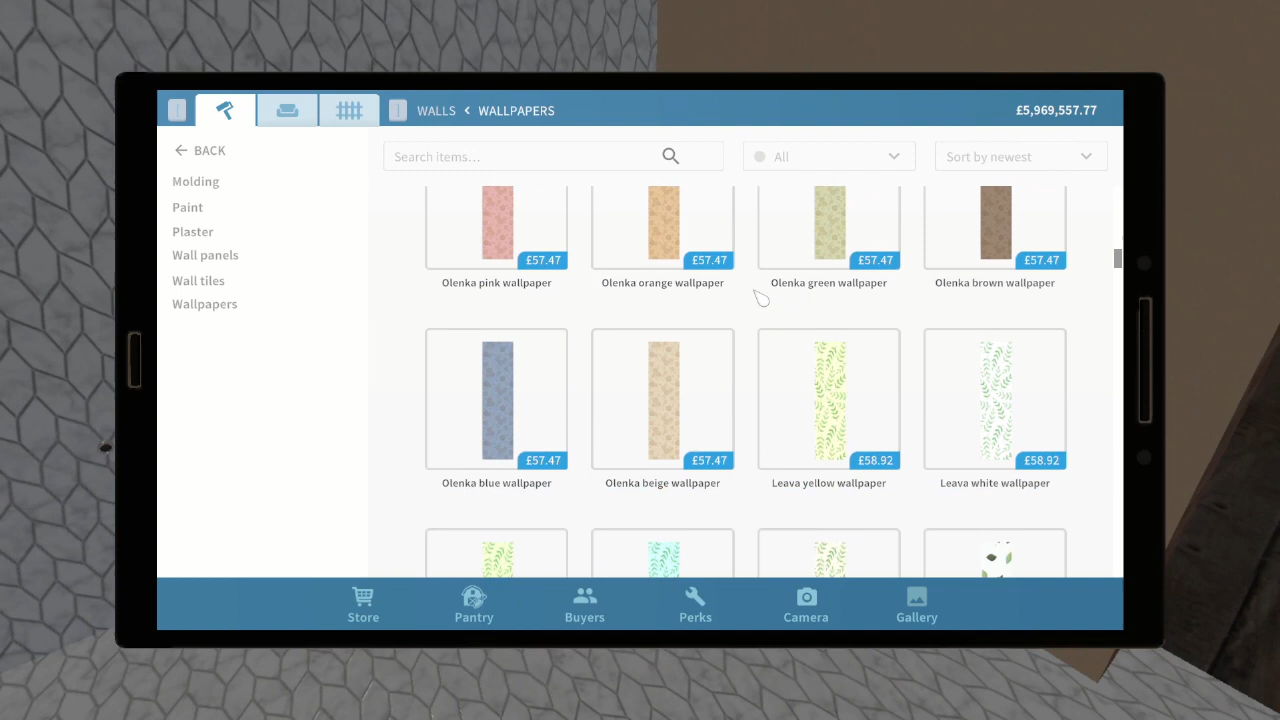 WALLS < WALLPAPERS
£5,969,557.77
BACK
Molding
Paint
Plaster
Wall panels
Wall tiles
Wallpapers
Search items...
All
Sort by newest
£57.47
£57.47
£57.47
£57.47
Olenka pink wallpaper
Olenka orange wallpaper
Olenka green wallpaper
Olenka brown wallpaper
£57.47
£57.47
£58.92
£58.92
Olenka blue wallpaper
Olenka beige wallpaper
Leava yellow wallpaper
Leava white wallpaper
Store
Pantry
Buyers
Perks
Camera
Gallery